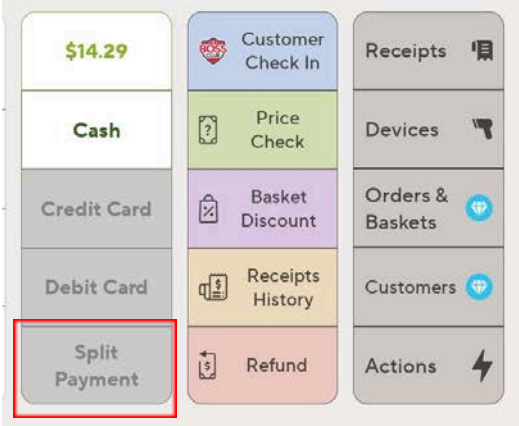 $14.29
Cash
Credit Card
Debit Card
Split
Payment
BOSS
Customer
Check In
Price
Check
Basket
Discount
Receipts
History
Refund
Receipts
Devices
Orders &
Baskets
Customers
Actions